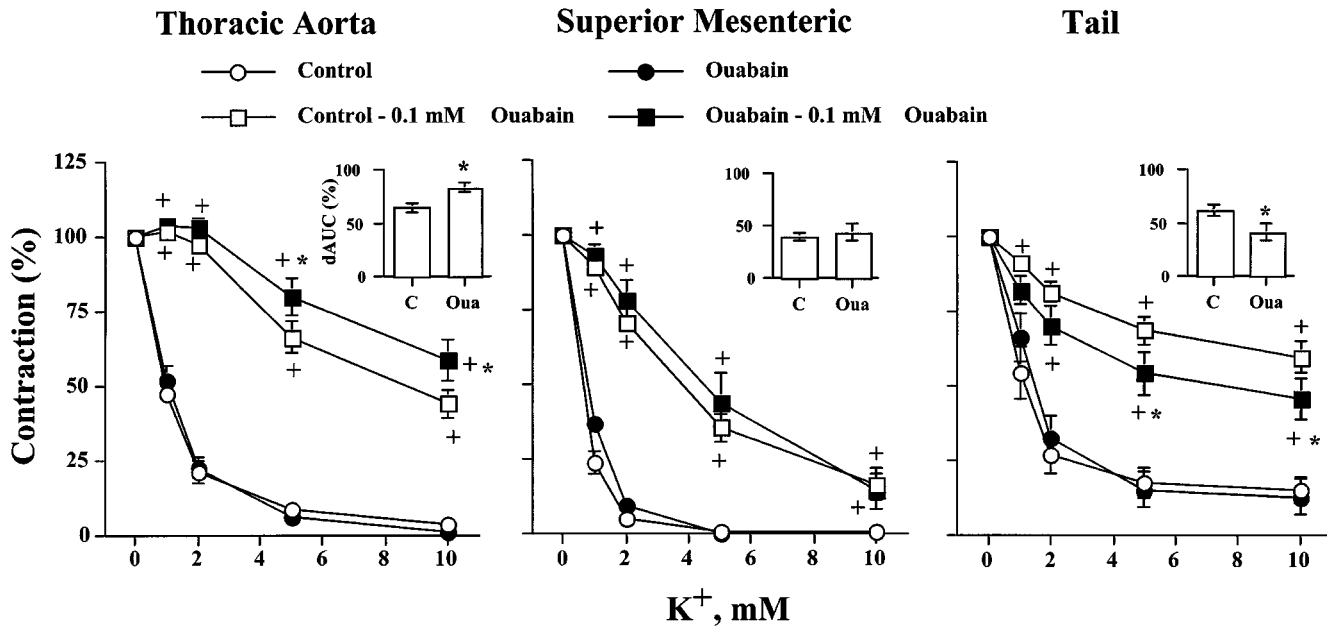 Thoracic Aorta Superior Mesenteric Tail
Control Ouabain
Control - 0.1 mM Ouabain Ouabain - 0.1 mM Ouabain
Contraction (%)
125
100
75
50
25
0
0 2 4 6 8 10
+ + + + + * + + * +
dAUC (%)
100
50
0
*
C Oua
0 2 4 6 8 10
+ + + + + + + +
100
50
0
C Oua
0 2 4 6 8 10
+ + + + + + * + + *
100
50
0
*
C Oua
K+, mM